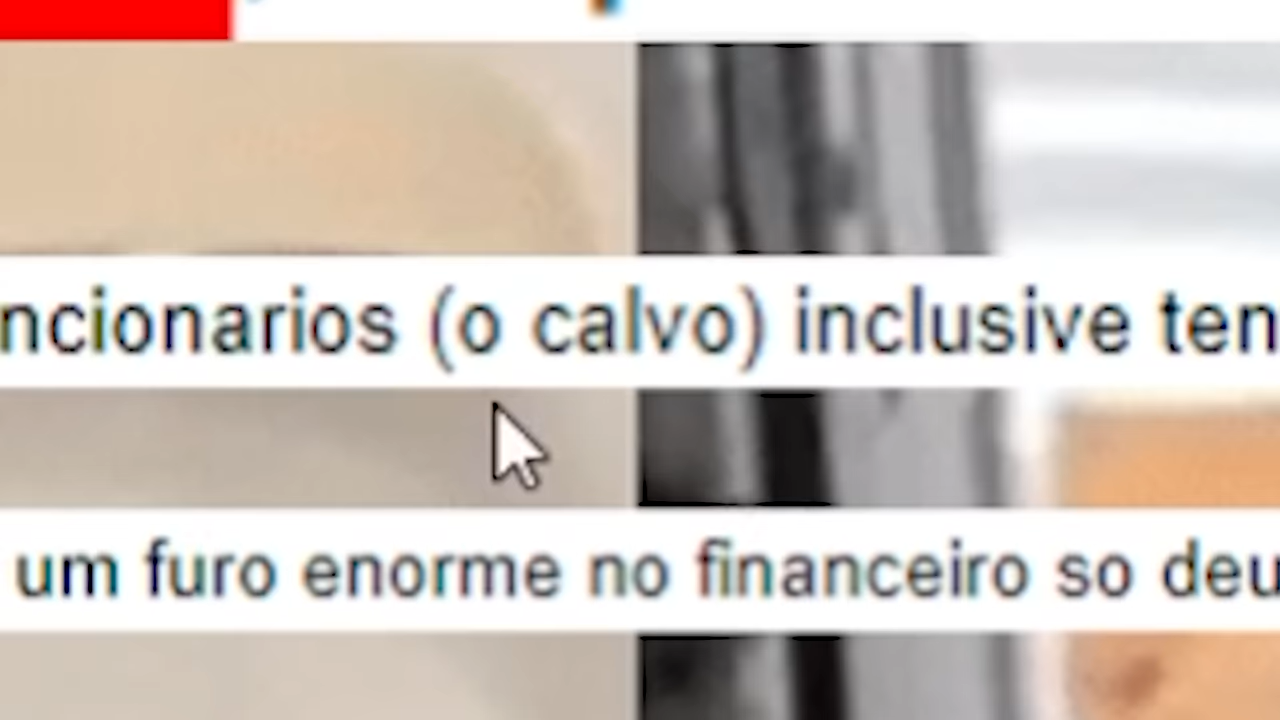 ncionarios (o calvo) inclusive ten
um furo enorme no financeiro so deu